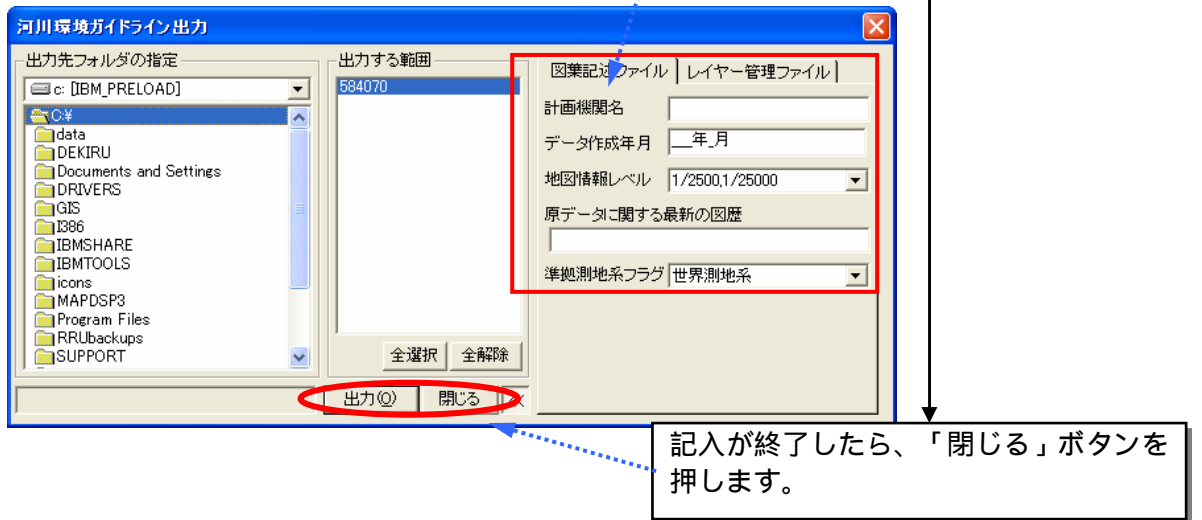 河川環境ガイドライン出力
出力先フォルダの指定
c: [IBM_PRELOAD]
C:¥
data
DEKIRU
Documents and Settings
DRIVERS
GIS
I386
IBMSHARE
IBMTOOLS
icons
MAPDSP3
Program Files
RRUbackups
SUPPORT
出力する範囲
584070
全選択 全解除
出力(O) 閉じる <<
図葉記述ファイル レイヤー管理ファイル
計画機関名
データ作成年月 __年_月
地図情報レベル 1/2500,1/25000
原データに関する最新の図歴
準拠測地系フラグ 世界測地系
記入が終了したら、「閉じる」ボタンを
押します。